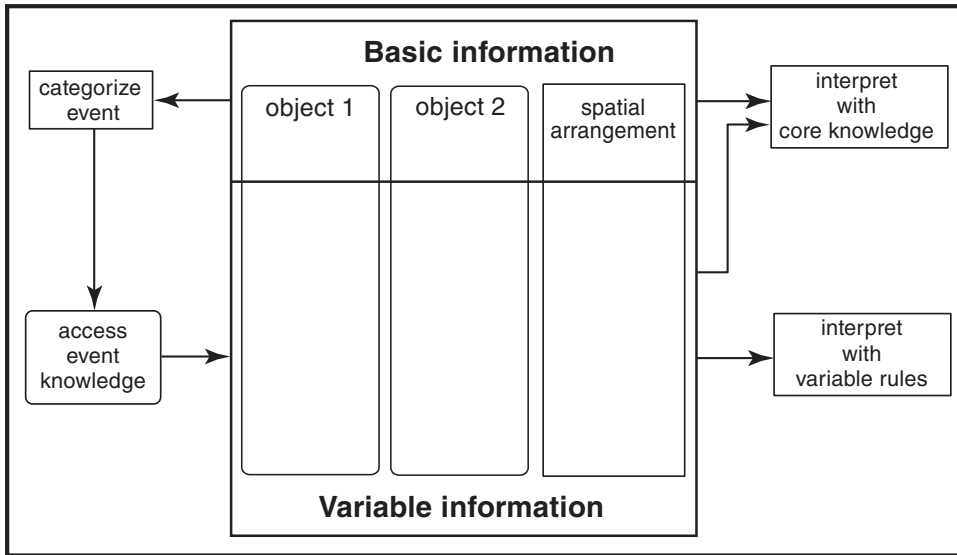 Basic information
categorize
event
object 1
object 2
spatial
arrangement
interpret
with
core knowledge
access
event
knowledge
interpret
with
variable rules
Variable information